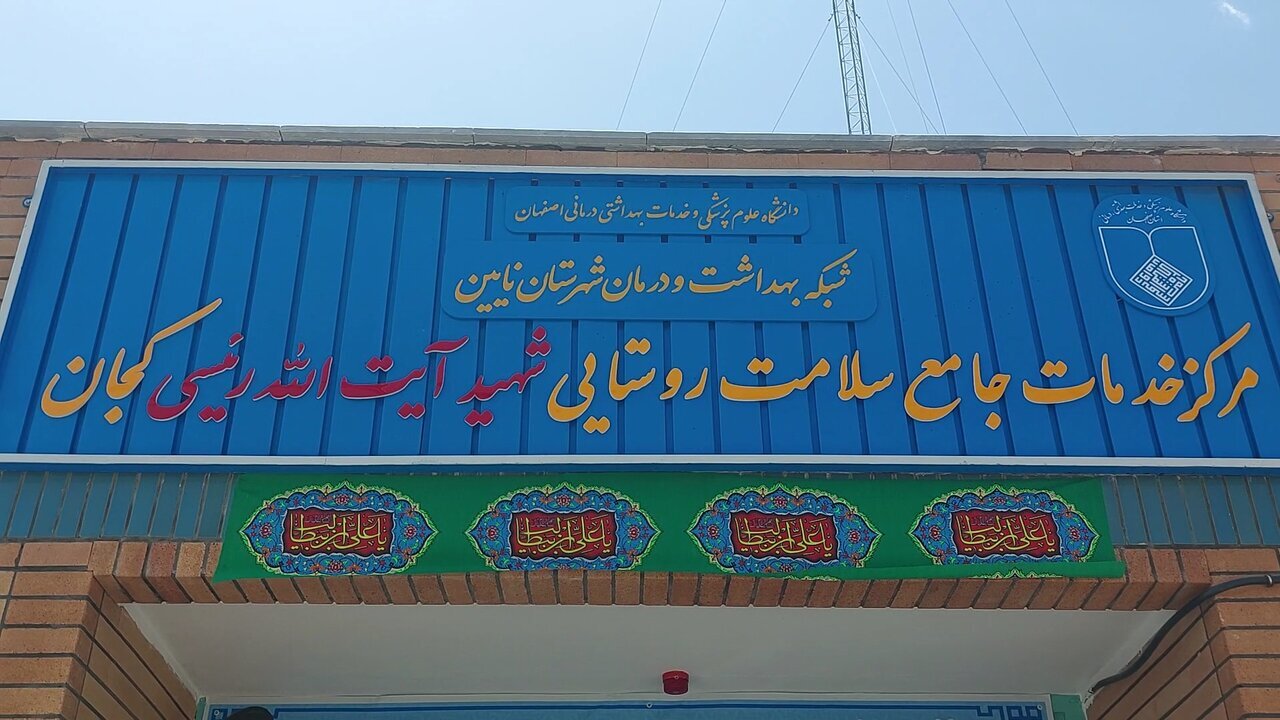 دانشگاه علوم پزشکی و خدمات بهداشتی درمانی اصفهان
شبکه بهداشت و درمان شهرستان نایین
مرکز خدمات جامع سلامت روستایی شهید آیت الله رئیسی کجان
یا علی ابن ابیطالب یا علی ابن ابیطالب یا علی ابن ابیطالب یا علی ابن ابیطالب